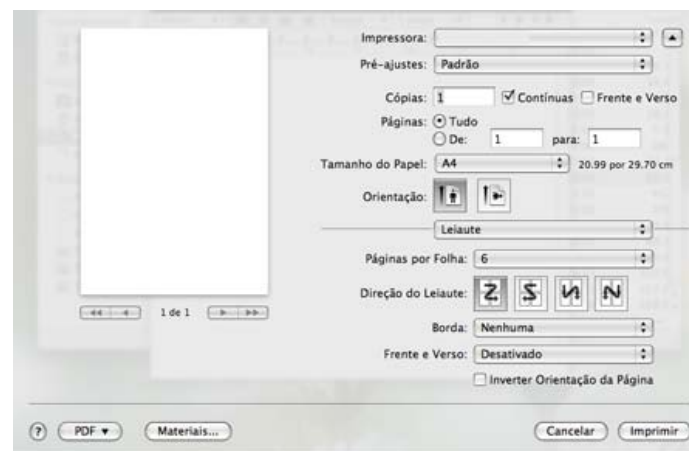 Impressora:
Pré-ajustes: Padrão
Cópias: 1 Contínuas Frente e Verso
Páginas: Tudo
De: 1 para: 1
Tamanho do Papel: A4 20.99 por 29.70 cm
Orientação:
Leiaute
Páginas por Folha: 6
Direção do Leiaute:
1 de 1
Borda: Nenhuma
Frente e Verso: Desativado
Inverter Orientação da Página
? PDF Materiais... Cancelar Imprimir